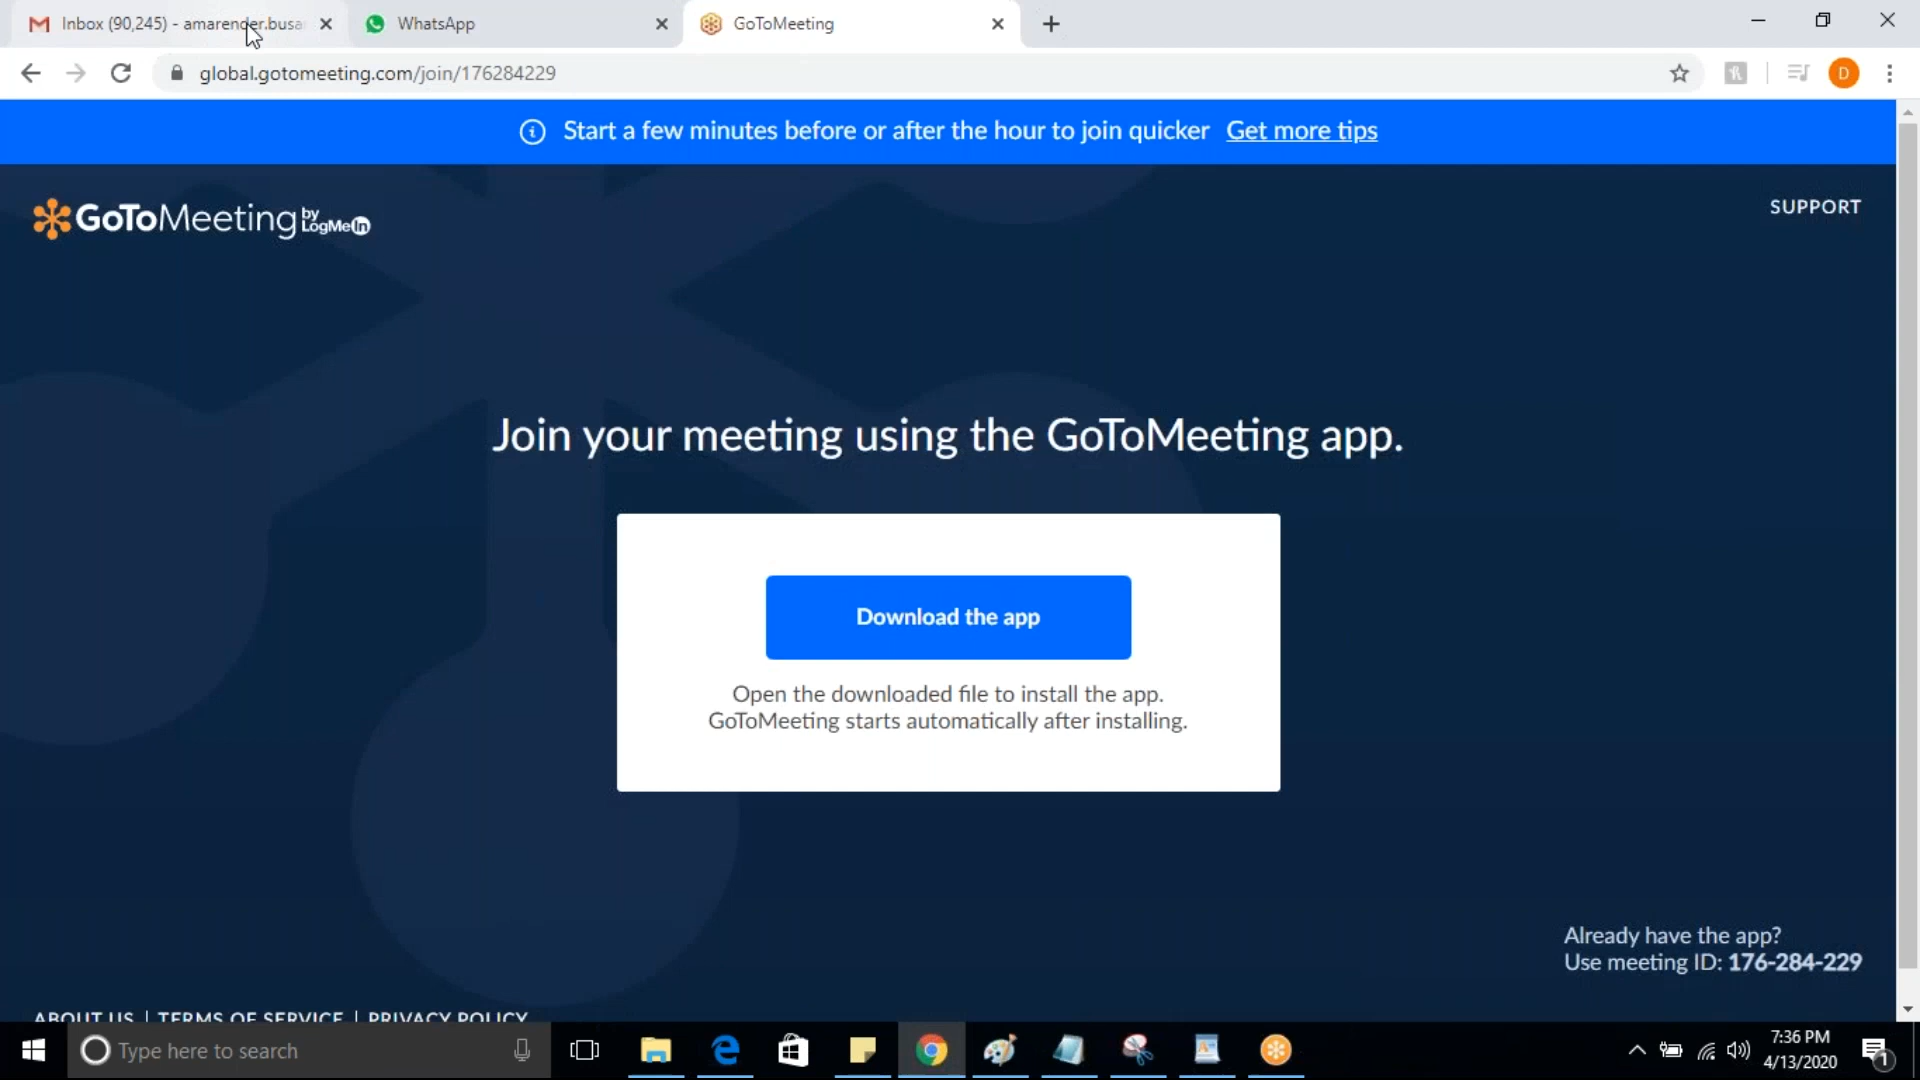 Inbox (90,245) - amarender.busa
WhatsApp
GoToMeeting
global.gotomeeting.com/join/176284229
D
Start a few minutes before or after the hour to join quicker Get more tips
GoToMeeting by LogMeIn
SUPPORT
Join your meeting using the GoToMeeting app.
Download the app
Open the downloaded file to install the app.
GoToMeeting starts automatically after installing.
Already have the app?
Use meeting ID: 176-284-229
ABOUT US | TERMS OF SERVICE | PRIVACY POLICY
Type here to search
7:36 PM
4/13/2020
1